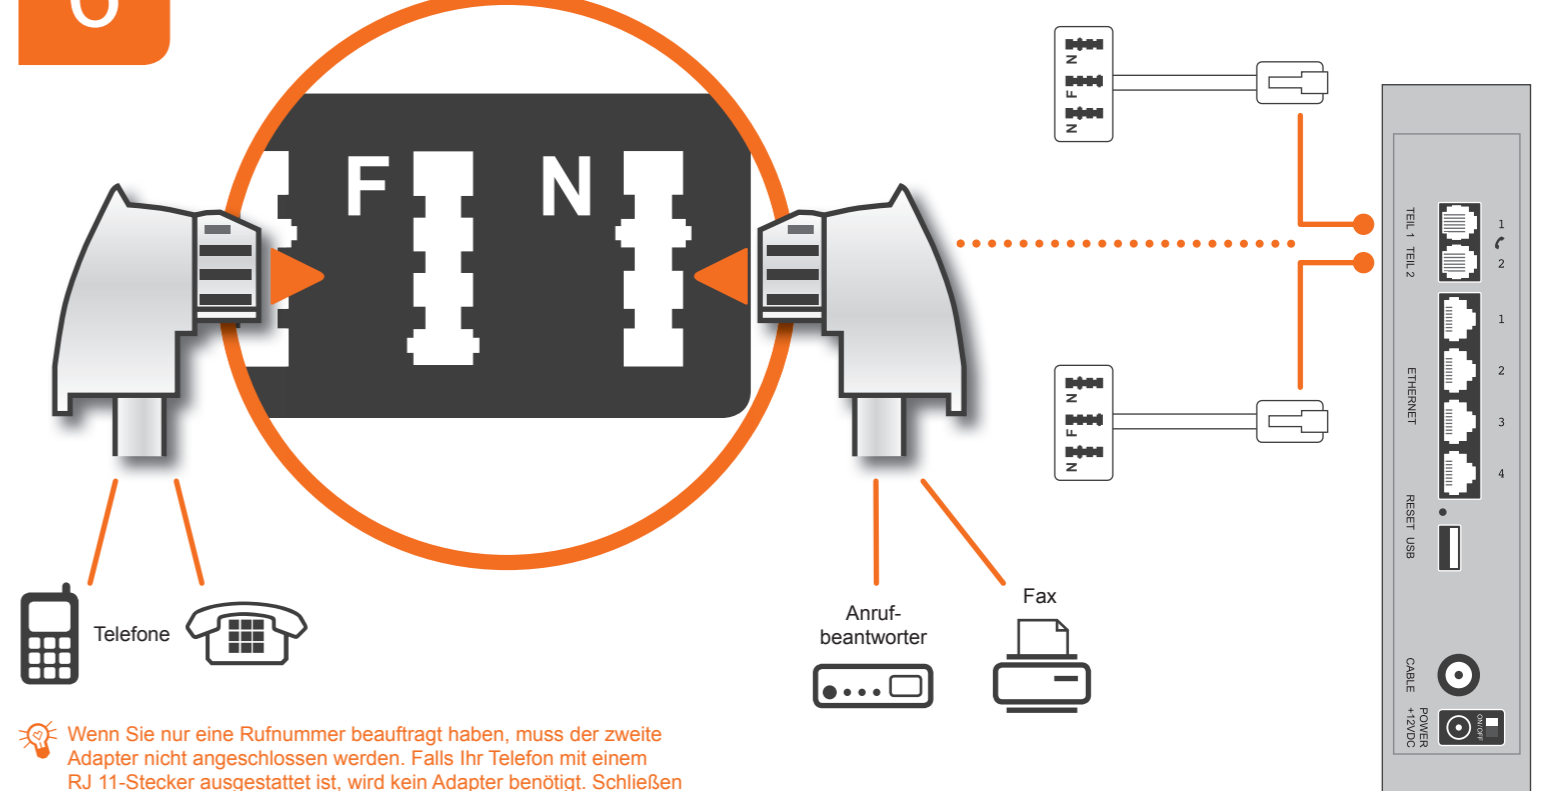 F N
N
F
N
N
F
N
Telefone
Anruf-
beantworter
Fax
TEIL 1 TEIL 2
1
2
ETHERNET
1
2
3
4
RESET USB
CABLE
POWER
+12VDC
ON/OFF
Wenn Sie nur eine Rufnummer beauftragt haben, muss der zweite
Adapter nicht angeschlossen werden. Falls Ihr Telefon mit einem
RJ 11-Stecker ausgestattet ist, wird kein Adapter benötigt. Schließen